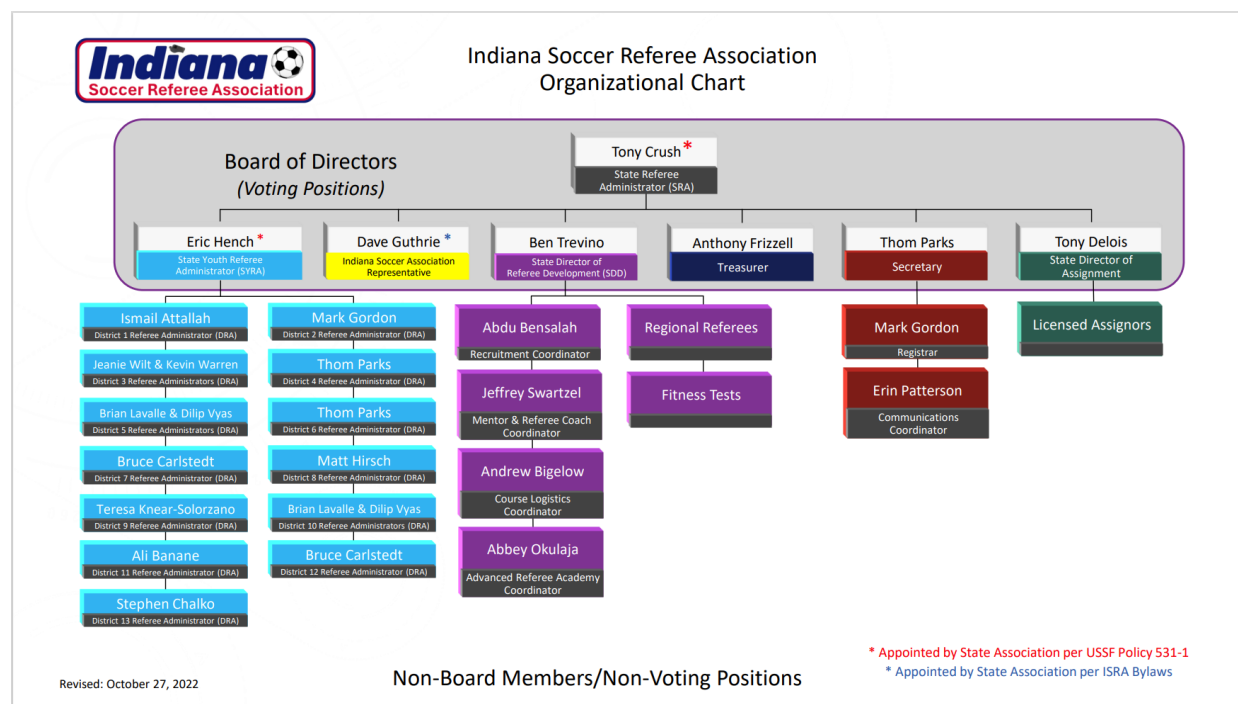 Indiana
Soccer Referee Association
Indiana Soccer Referee Association
Organizational Chart
Board of Directors
(Voting Positions)
Tony Crush*
State Referee
Administrator (SRA)
Eric Hench *
State Youth Referee
Administrator (SYRA)
Dave Guthrie *
Indiana Soccer Association
Representative
Ben Trevino
State Director of
Referee Development (SDD)
Anthony Frizzell
Treasurer
Thom Parks
Secretary
Tony Delois
State Director of
Assignment
Ismail Attallah
District 1 Referee Administrator (DRA)
Jeanie Wilt & Kevin Warren
District 3 Referee Administrators (DRA)
Brian Lavalle & Dilip Vyas
District 5 Referee Administrators (DRA)
Bruce Carlstedt
District 7 Referee Administrator (DRA)
Teresa Knear-Solorzano
District 9 Referee Administrator (DRA)
Ali Banane
District 11 Referee Administrator (DRA)
Stephen Chalko
District 13 Referee Administrator (DRA)
Mark Gordon
District 2 Referee Administrator (DRA)
Thom Parks
District 4 Referee Administrator (DRA)
Thom Parks
District 6 Referee Administrator (DRA)
Matt Hirsch
District 8 Referee Administrator (DRA)
Brian Lavalle & Dilip Vyas
District 10 Referee Administrators (DRA)
Bruce Carlstedt
District 12 Referee Administrator (DRA)
Abdu Bensalah
Recruitment Coordinator
Jeffrey Swartzel
Mentor & Referee Coach
Coordinator
Andrew Bigelow
Course Logistics
Coordinator
Abbey Okulaja
Advanced Referee Academy
Coordinator
Regional Referees
Fitness Tests
Mark Gordon
Registrar
Erin Patterson
Communications
Coordinator
Licensed Assignors
* Appointed by State Association per USSF Policy 531-1
* Appointed by State Association per ISRA Bylaws
Non-Board Members/Non-Voting Positions
Revised: October 27, 2022